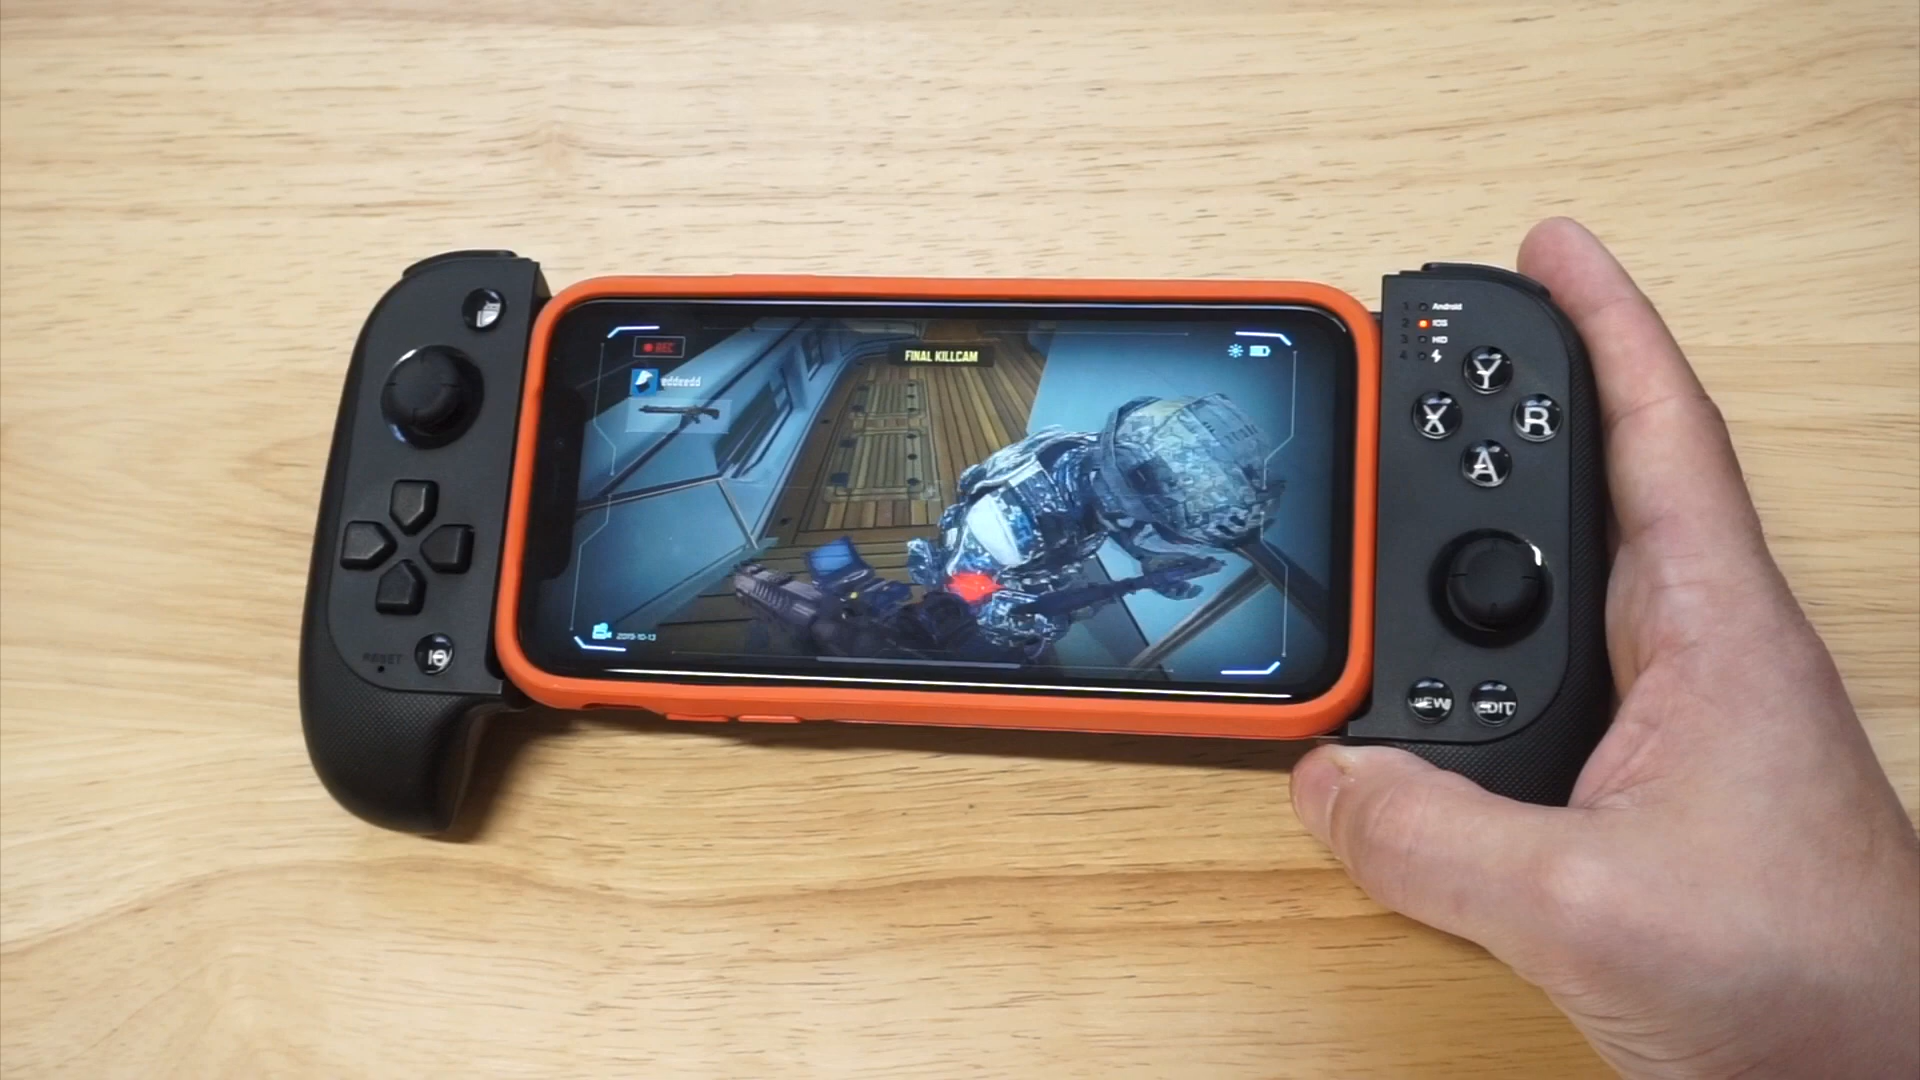 REC
FINAL KILLCAM
eddeedd
2019-10-13
RESET
1 Android
2 iOS
3 HID
4
Y
X R
A
VIEW EDIT